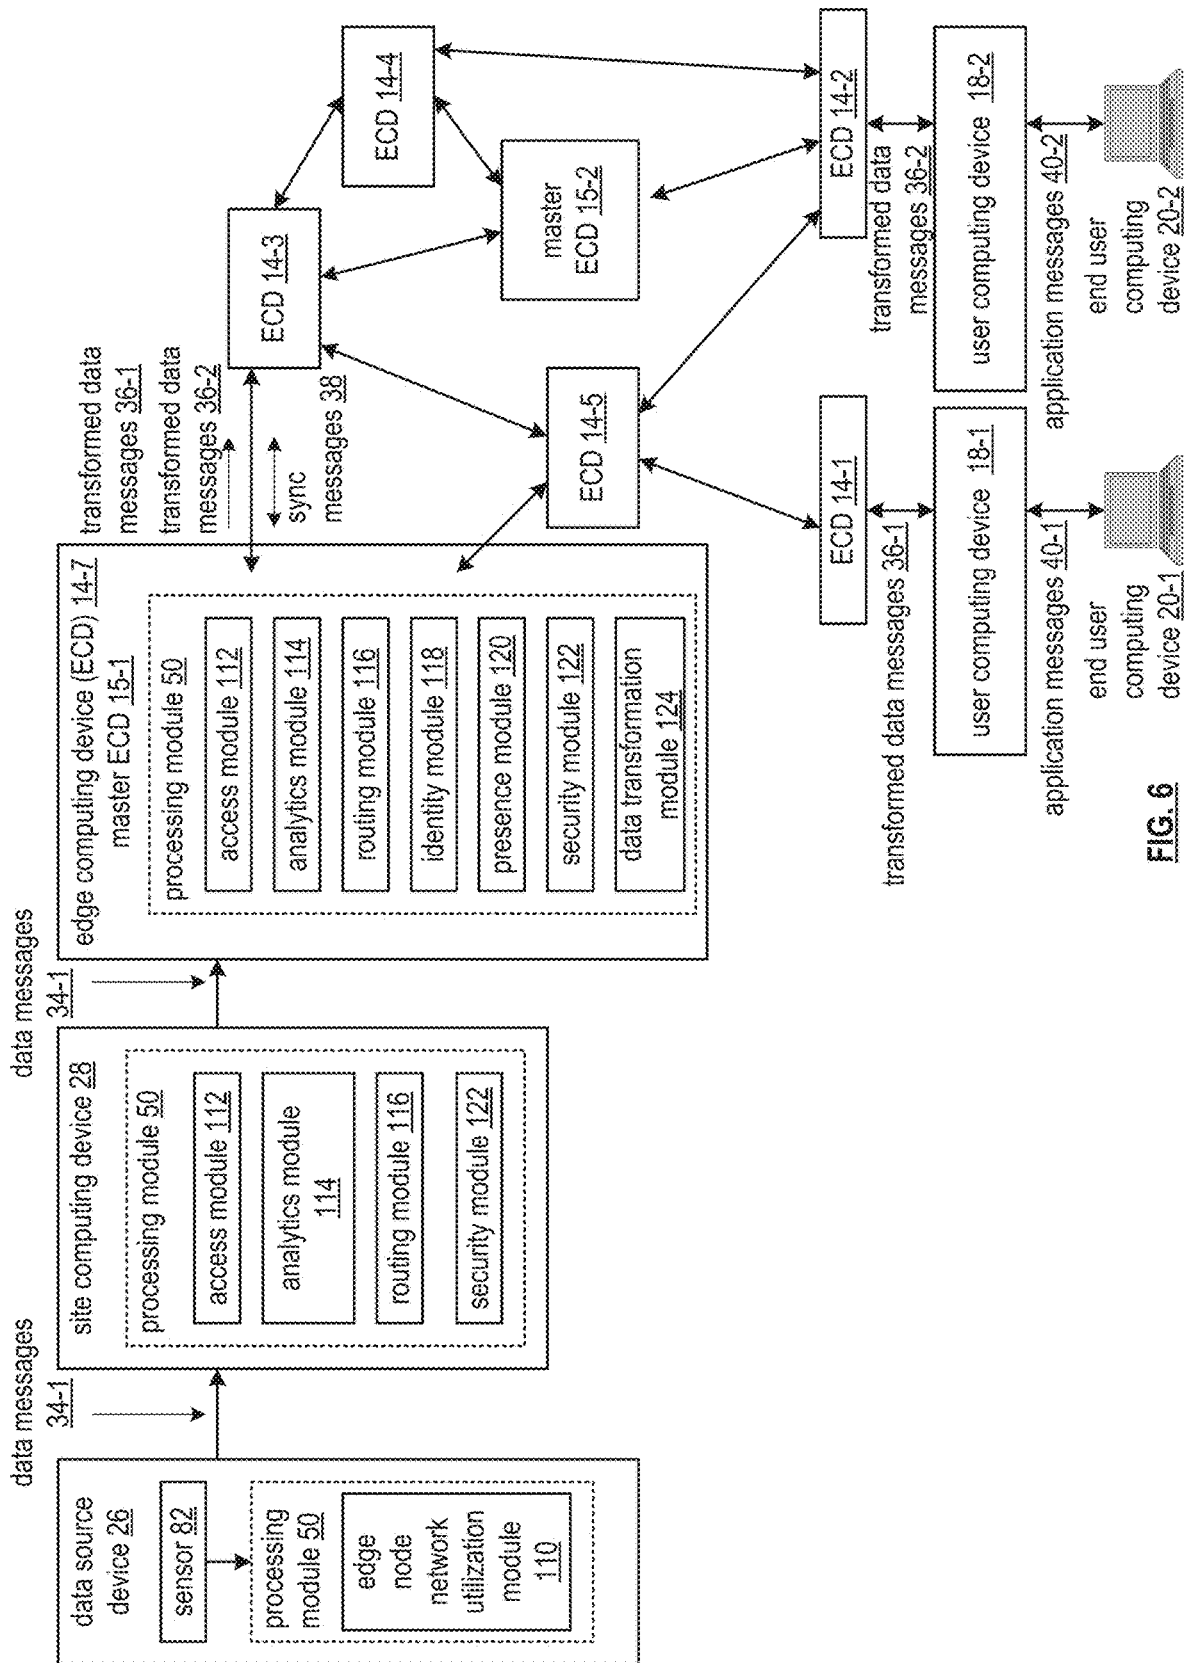 data source
device 26
sensor 82
processing
module 50
edge
node
network
utilization
module
110
data messages
34-1
site computing device 28
processing module 50
access module 112
analytics module
114
routing module 116
security module 122
data messages
34-1
edge computing device (ECD) 14-7
master ECD 15-1
processing module 50
access module 112
analytics module 114
routing module 116
identity module 118
presence module 120
security module 122
data transformation
module 124
transformed data
messages 36-1
transformed data
messages 36-2
sync
messages 38
ECD 14-3
ECD 14-4
master
ECD 15-2
ECD 14-5
ECD 14-1
ECD 14-2
transformed data messages 36-1
transformed data
messages 36-2
user computing device 18-1
user computing device 18-2
application messages 40-1
application messages 40-2
end user
computing
device 20-1
end user
computing
device 20-2
FIG. 6